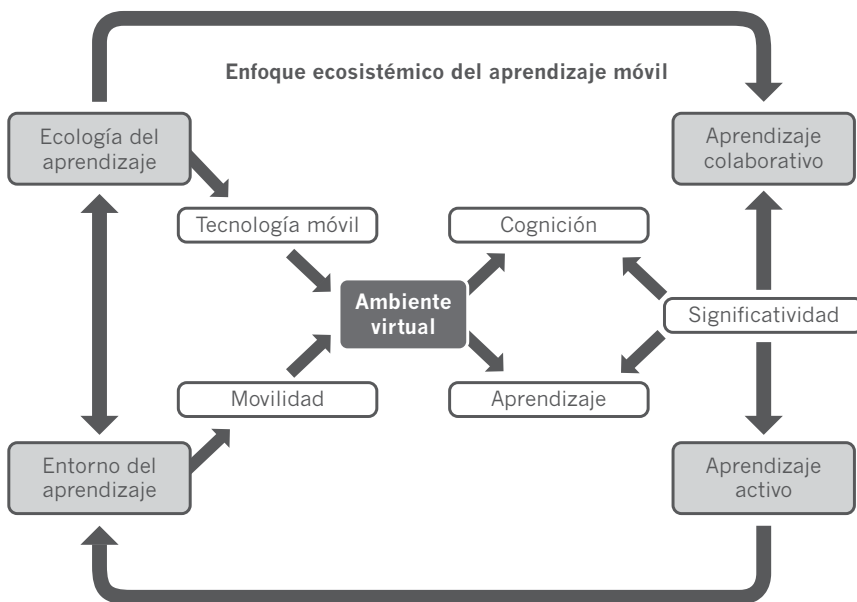 Enfoque ecosistémico del aprendizaje móvil
Ecología del
aprendizaje
Aprendizaje
colaborativo
Tecnología móvil
Cognición
Ambiente
virtual
Significatividad
Movilidad
Aprendizaje
Entorno del
aprendizaje
Aprendizaje
activo